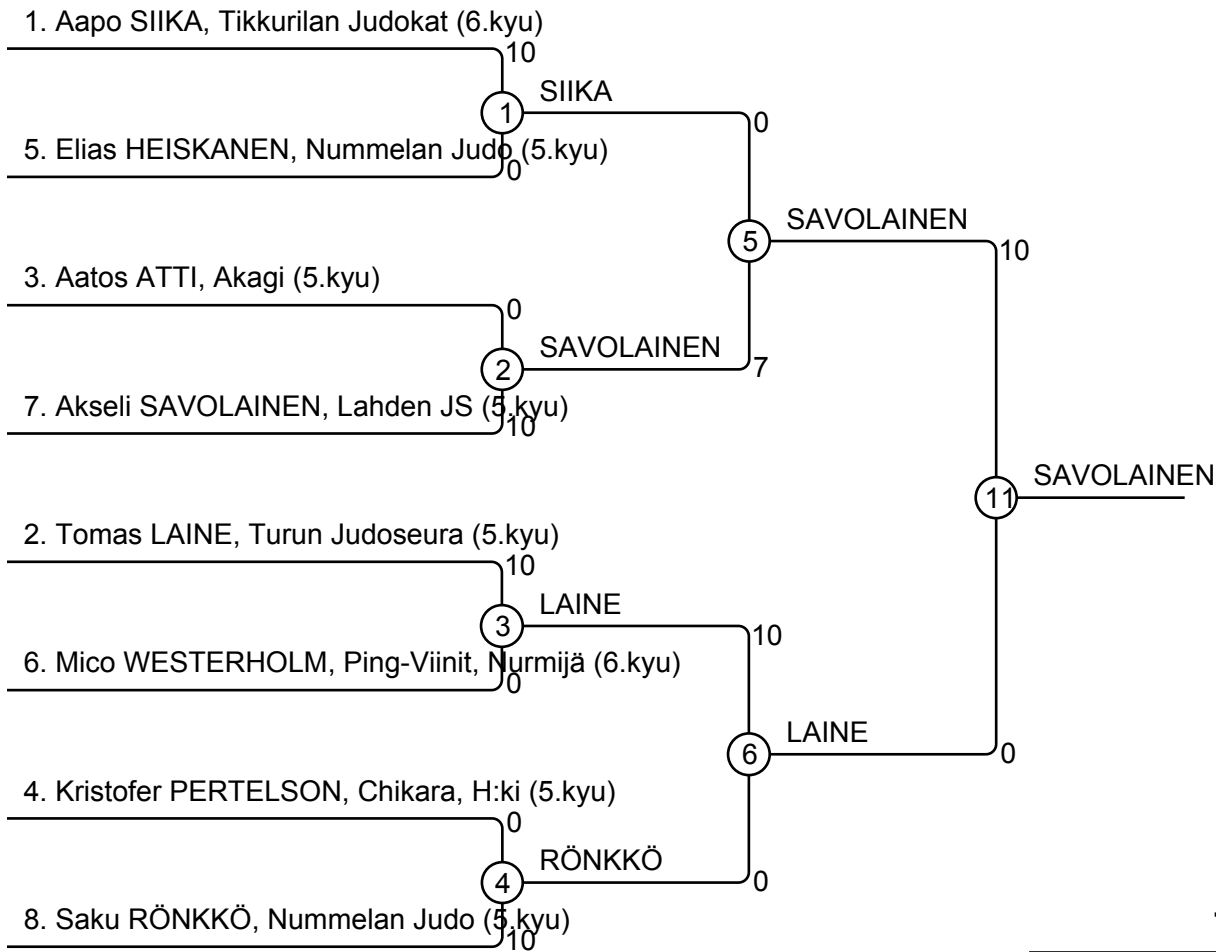 1. Aapo SIIKA, Tikkurilan Judokat (6.kyu)
10
1
SIIKA
0
5. Elias HEISKANEN, Nummelan Judo (5.kyu)
0
5
SAVOLAINEN
10
3. Aatos ATTI, Akagi (5.kyu)
0
2
SAVOLAINEN
7
7. Akseli SAVOLAINEN, Lahden JS (5.kyu)
10
11
SAVOLAINEN
2. Tomas LAINE, Turun Judoseura (5.kyu)
10
3
LAINE
10
6. Mico WESTERHOLM, Ping-Viinit, Nurmijä (6.kyu)
0
6
LAINE
0
4. Kristofer PERTELSON, Chikara, H:ki (5.kyu)
0
4
RÖNKKÖ
0
8. Saku RÖNKKÖ, Nummelan Judo (5.kyu)
10